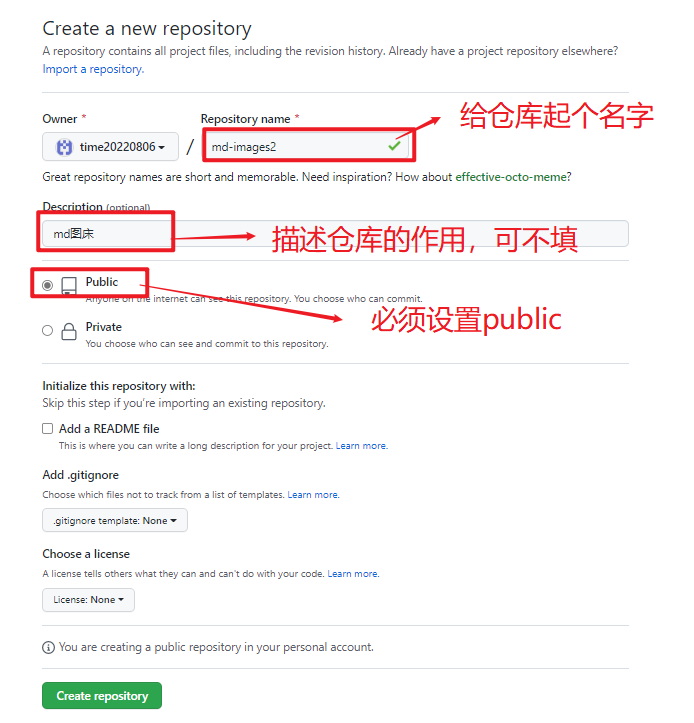 Create a new repository
A repository contains all project files, including the revision history. Already have a project repository elsewhere?
Import a repository.
Owner * Repository name *
给仓库起个名字
time20220806 / md-images2
Great repository names are short and memorable. Need inspiration? How about effective-octo-meme?
Description (optional)
md图床
描述仓库的作用，可不填
Public
Anyone on the internet can see this repository. You choose who can commit.
必须设置public
Private
You choose who can see and commit to this repository.
Initialize this repository with:
Skip this step if you're importing an existing repository.
Add a README file
This is where you can write a long description for your project. Learn more.
Add .gitignore
Choose which files not to track from a list of templates. Learn more.
.gitignore template: None
Choose a license
A license tells others what they can and can't do with your code. Learn more.
License: None
You are creating a public repository in your personal account.
Create repository